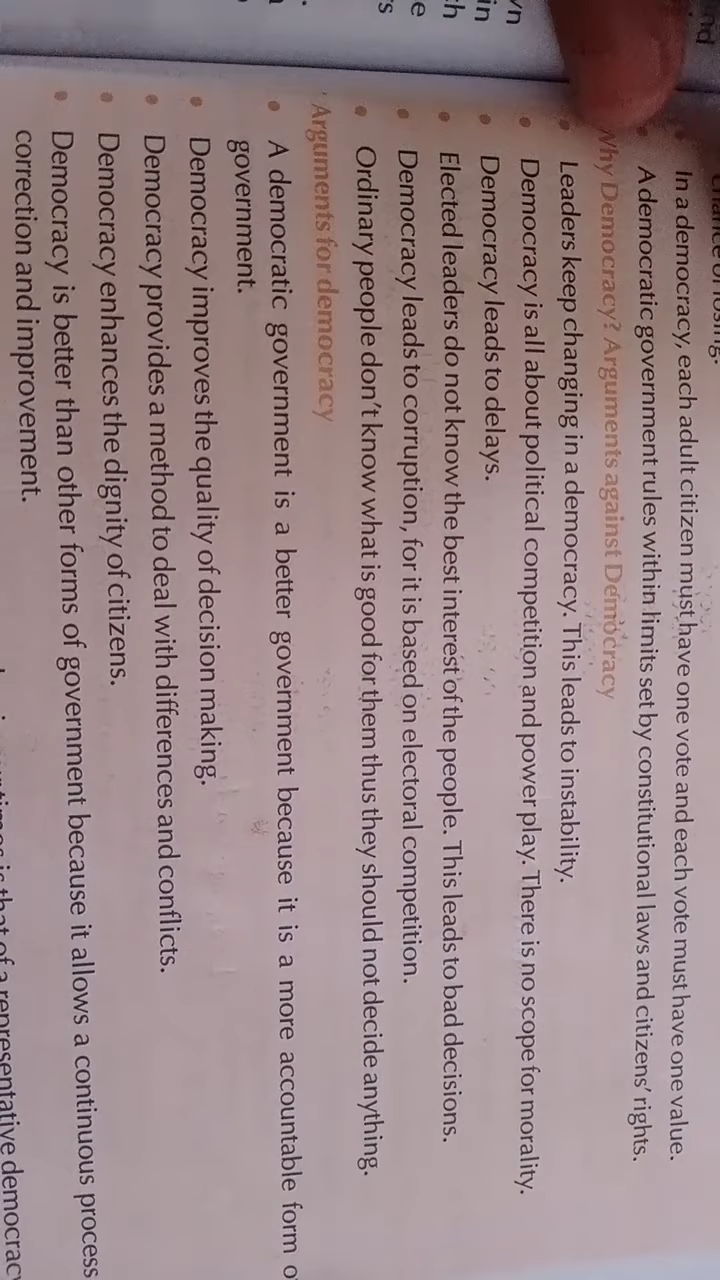 chance of losing.
In a democracy, each adult citizen must have one vote and each vote must have one value.
A democratic government rules within limits set by constitutional laws and citizens' rights.
Why Democracy? Arguments against Democracy
Leaders keep changing in a democracy. This leads to instability.
Democracy is all about political competition and power play. There is no scope for morality.
Democracy leads to delays.
Elected leaders do not know the best interest of the people. This leads to bad decisions.
Democracy leads to corruption, for it is based on electoral competition.
Ordinary people don't know what is good for them thus they should not decide anything.
Arguments for democracy
A democratic government is a better government because it is a more accountable form
government.
Democracy improves the quality of decision making.
Democracy provides a method to deal with differences and conflicts.
Democracy enhances the dignity of citizens.
Democracy is better than other forms of government because it allows a continuous process
correction and improvement.
is that of a representative democracy